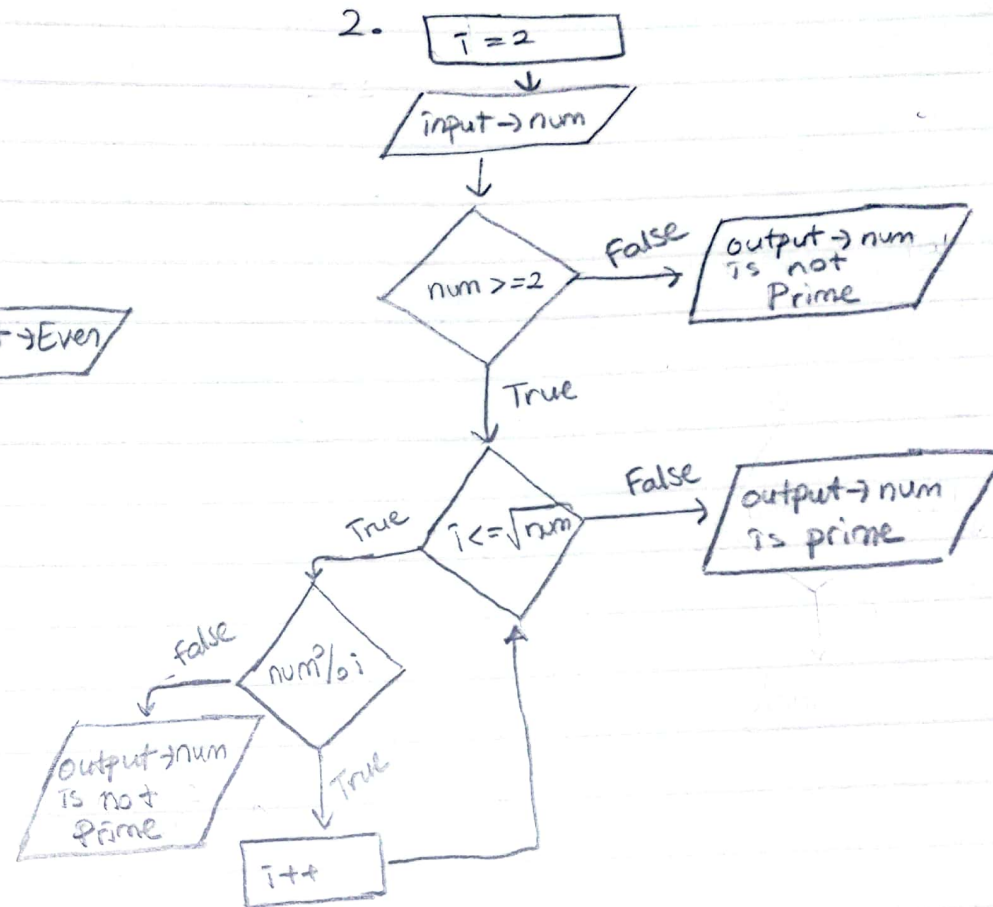 2.
i = 2
input→num
num >= 2
False
output→num
is not
Prime
→Even
True
i <= √num
False
output→num
is prime
True
num % i
False
output→num
is not
Prime
True
i++